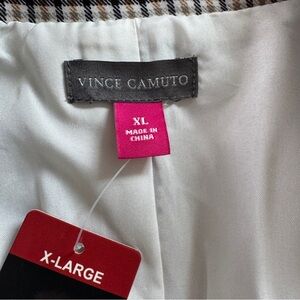 VINCE CAMUTO
XL
MADE IN
CHINA
X-LARGE